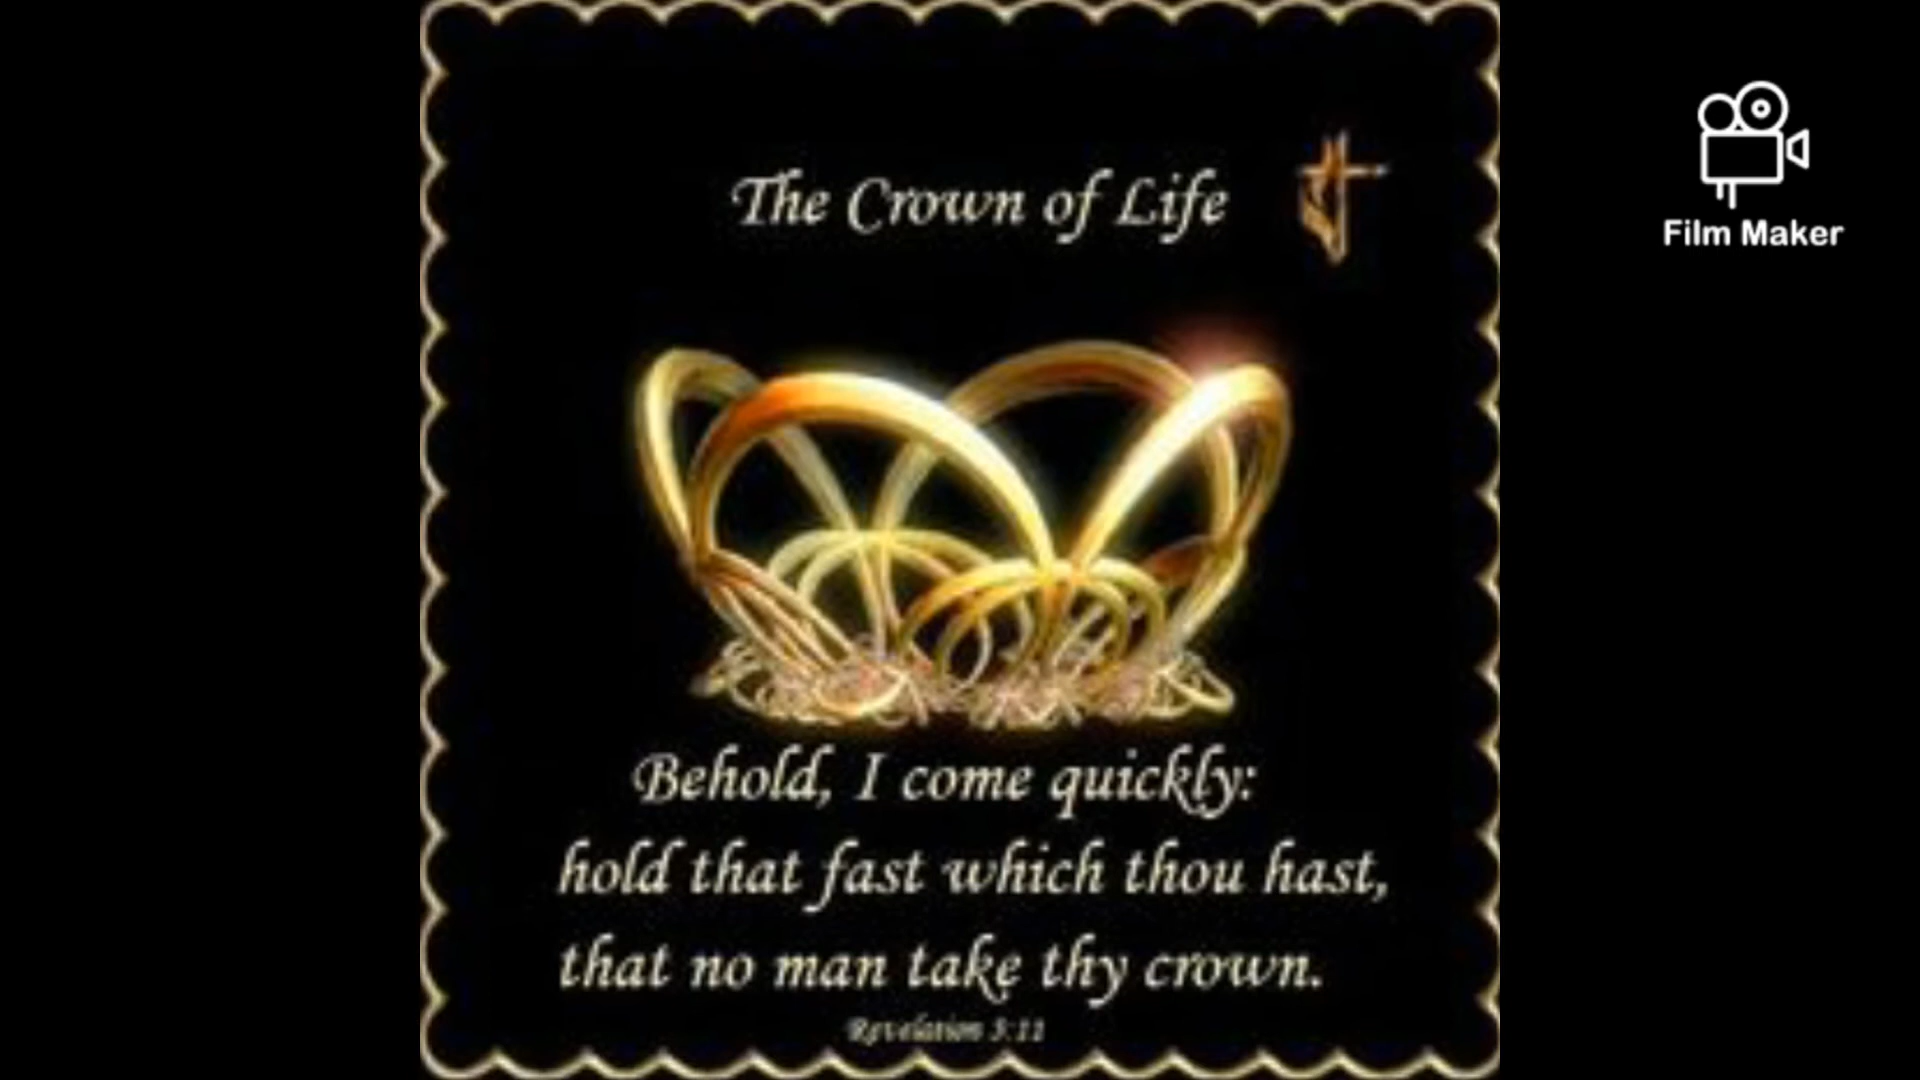 The Crown of Life
Film Maker
Behold, I come quickly:
hold that fast which thou hast,
that no man take thy crown.
Revelation 3:11